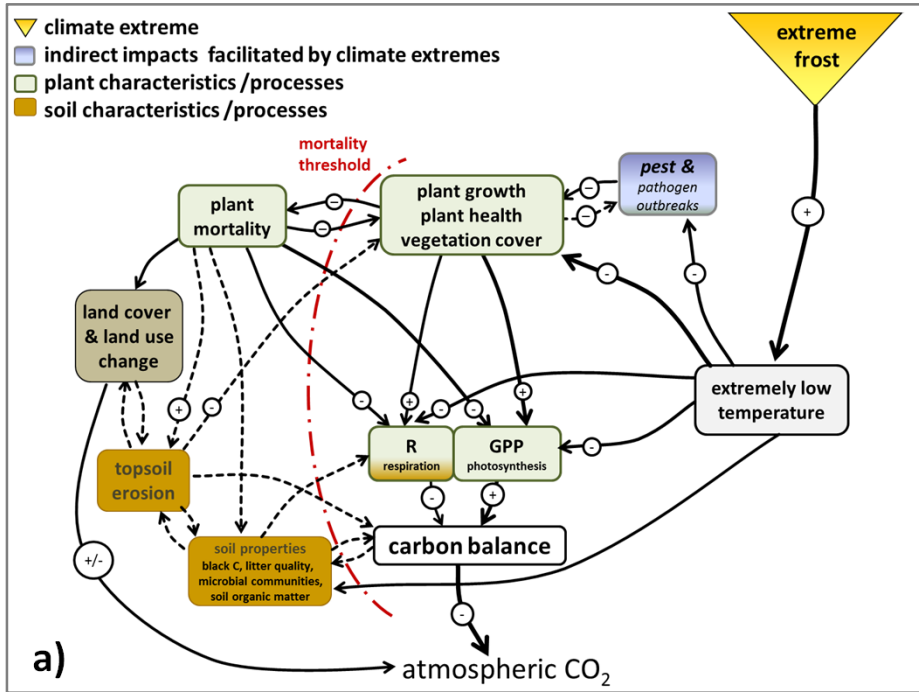 climate extreme
indirect impacts facilitated by climate extremes
plant characteristics/processes
soil characteristics/processes
extreme
frost
mortality
threshold
plant
mortality
plant growth
plant health
vegetation cover
pest &
pathogen
outbreaks
−
−
−
−
+
-
-
land cover
& land use
change
extremely low
temperature
+
-
+
+
-
-
-
-
R
respiration
GPP
photosynthesis
topsoil
erosion
-
+
carbon balance
soil properties
black C, litter quality,
microbial communities,
soil organic matter
+/-
-
a)
atmospheric CO₂